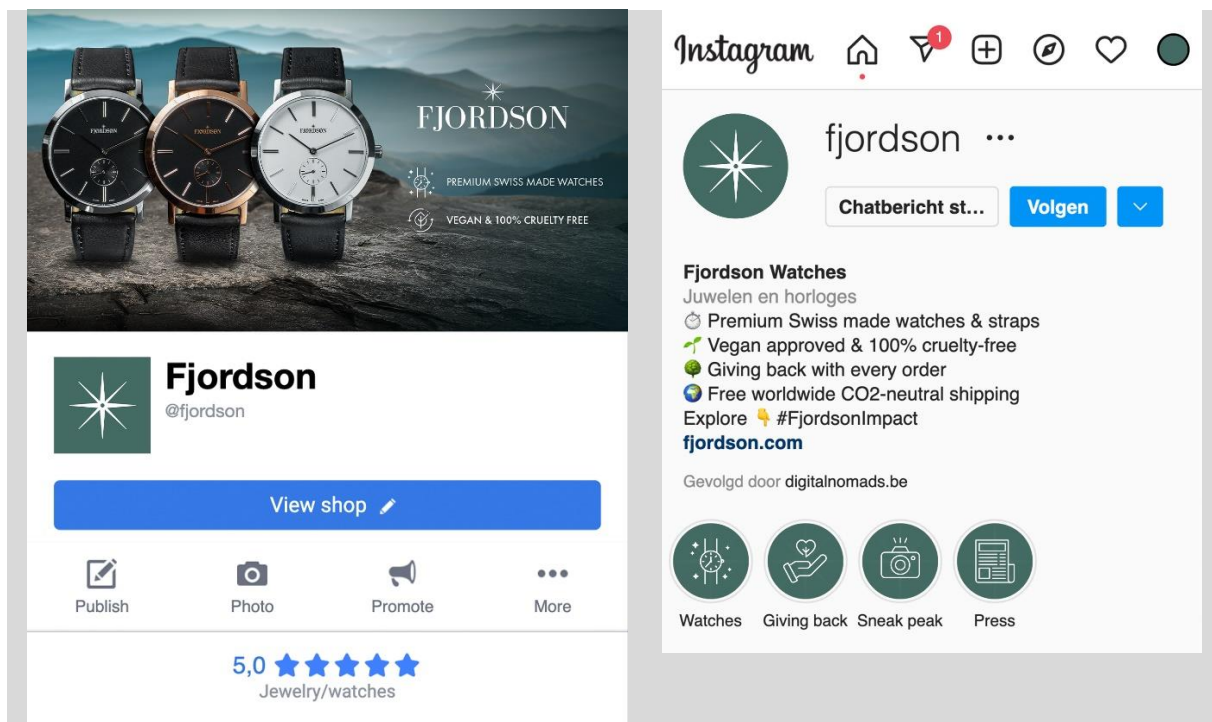 FJORDSON
FJORDSON
FJORDSON
FJORDSON
PREMIUM SWISS MADE WATCHES
VEGAN & 100% CRUELTY FREE
Fjordson
@fjordson
View shop
Publish
Photo
Promote
More
5,0
Jewelry/watches
Instagram
1
fjordson
Chatbericht st...
Volgen
Fjordson Watches
Juwelen en horloges
⏱ Premium Swiss made watches & straps
🌱 Vegan approved & 100% cruelty-free
🌳 Giving back with every order
🌍 Free worldwide CO2-neutral shipping
Explore 👇 #FjordsonImpact
fjordson.com
Gevolgd door digitalnomads.be
Watches
Giving back
Sneak peak
Press